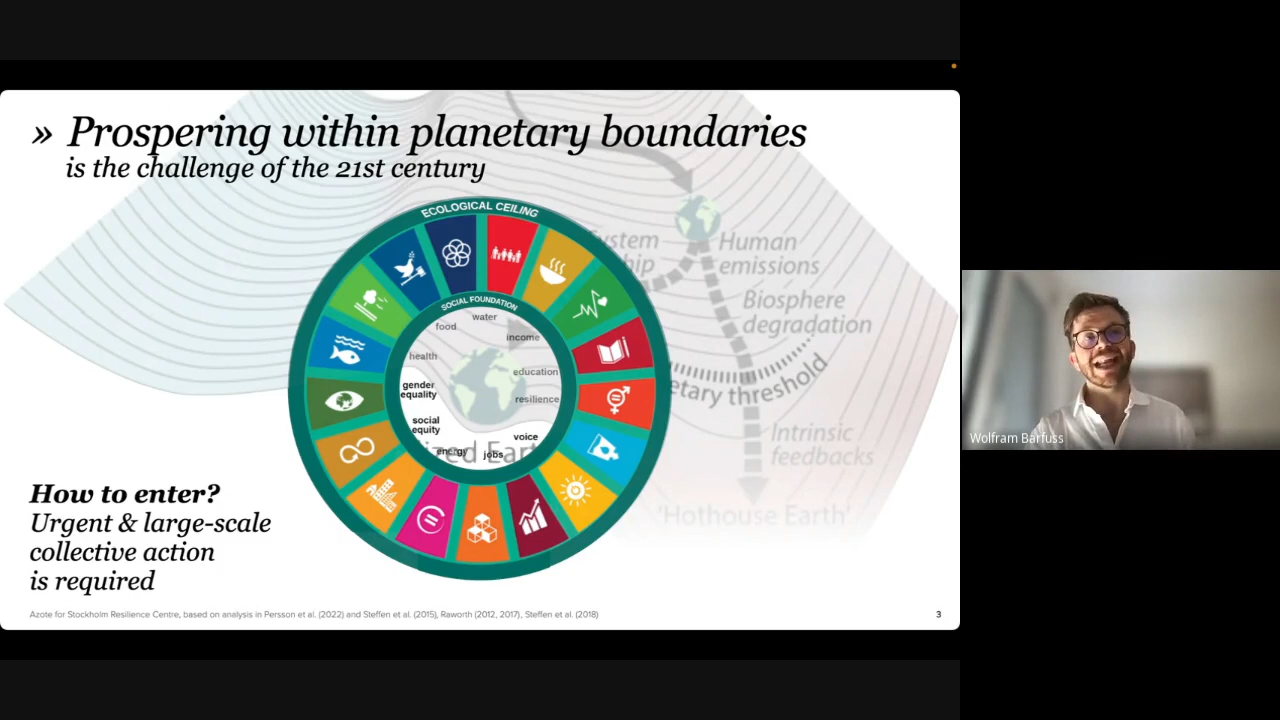 » Prospering within planetary boundaries
is the challenge of the 21st century
ECOLOGICAL CEILING
SOCIAL FOUNDATION
water
food
income
health
education
gender
equality
resilience
social
equity
voice
energy
jobs
Human
emissions
Biosphere
degradation
threshold
Intrinsic
feedbacks
'Hothouse Earth'
How to enter?
Urgent & large-scale
collective action
is required
Azote for Stockholm Resilience Centre, based on analysis in Persson et al. (2022) and Steffen et al. (2015), Raworth (2012, 2017), Steffen et al. (2018)
3
Wolfram Barfuss